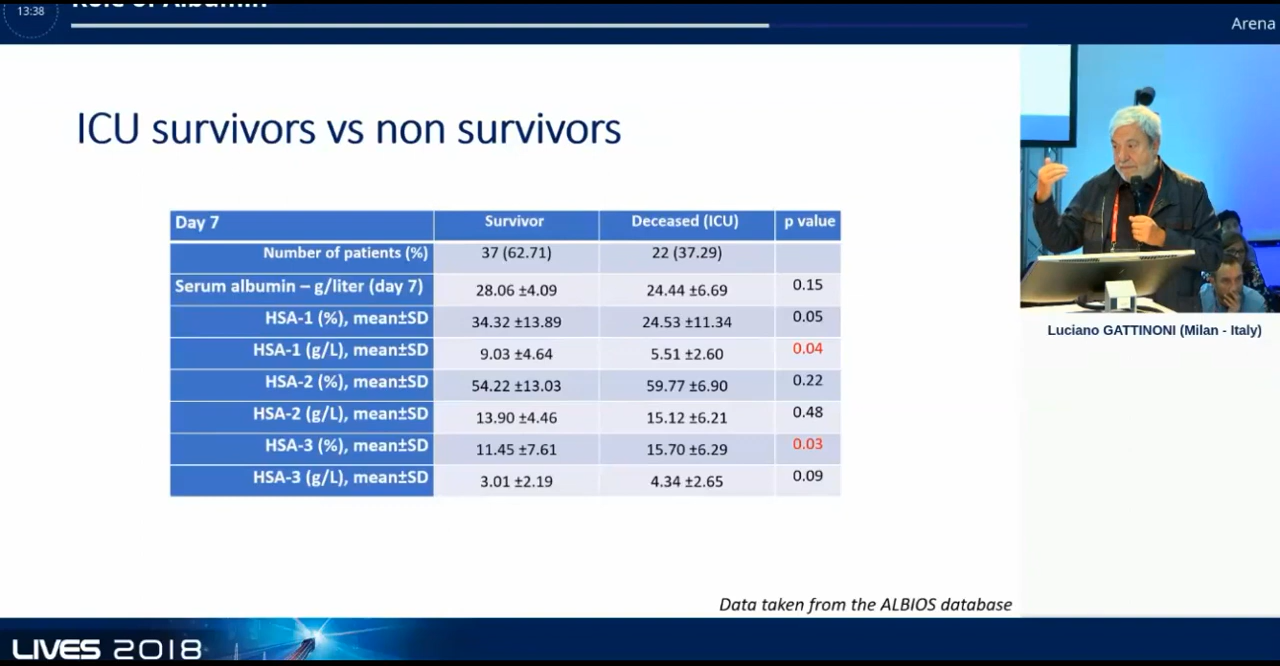 13:38
Role of Albumin
Arena
ICU survivors vs non survivors
Day 7 Survivor Deceased (ICU) p value
Number of patients (%) 37 (62.71) 22 (37.29)
Serum albumin – g/liter (day 7) 28.06 ±4.09 24.44 ±6.69 0.15
HSA-1 (%), mean±SD 34.32 ±13.89 24.53 ±11.34 0.05
HSA-1 (g/L), mean±SD 9.03 ±4.64 5.51 ±2.60 0.04
HSA-2 (%), mean±SD 54.22 ±13.03 59.77 ±6.90 0.22
HSA-2 (g/L), mean±SD 13.90 ±4.46 15.12 ±6.21 0.48
HSA-3 (%), mean±SD 11.45 ±7.61 15.70 ±6.29 0.03
HSA-3 (g/L), mean±SD 3.01 ±2.19 4.34 ±2.65 0.09
Luciano GATTINONI (Milan - Italy)
Data taken from the ALBIOS database
LIVES 2018